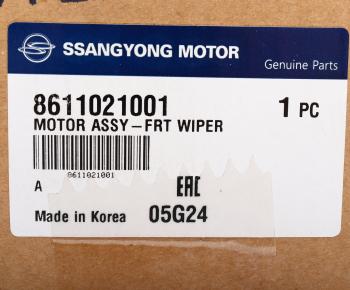 SSANGYONG MOTOR
Genuine Parts
8611021001 1 PC
MOTOR ASSY-FRT WIPER
8611021001
A EAC
Made in Korea 05G24